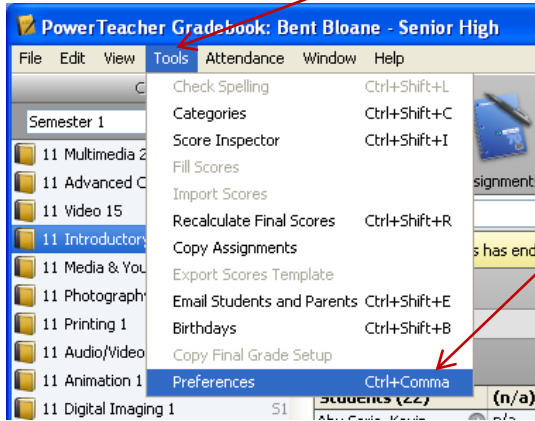 PowerTeacher Gradebook: Bent Bloane - Senior High
File Edit View Tools Attendance Window Help
Check Spelling Ctrl+Shift+L
Semester 1
Categories Ctrl+Shift+C
Score Inspector Ctrl+Shift+I
11 Multimedia 2
Fill Scores
11 Advanced C
Import Scores
11 Video 15
Recalculate Final Scores Ctrl+Shift+R
11 Introductory
Copy Assignments
s has end
11 Media & You
Export Scores Template
11 Photograph
Email Students and Parents Ctrl+Shift+E
11 Printing 1
Birthdays Ctrl+Shift+B
11 Audio/Video
Copy Final Grade Setup
11 Animation 1
Preferences Ctrl+Comma
11 Digital Imaging 1 S1
Students (22) (n/a)
signment